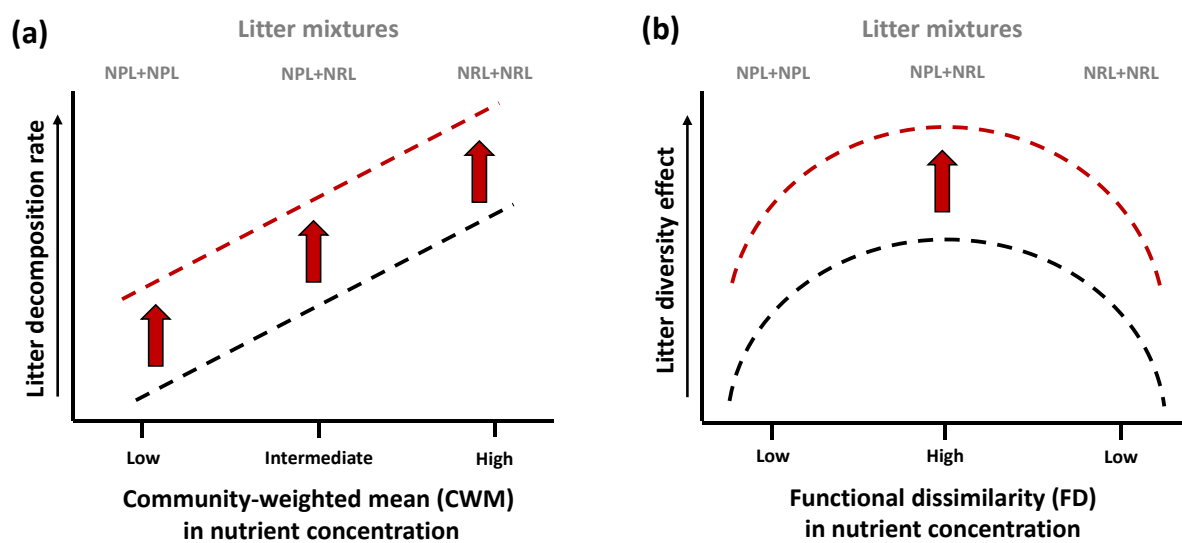 (a)
Litter mixtures
NPL+NPL
NPL+NRL
NRL+NRL
Litter decomposition rate
Low
Intermediate
High
Community-weighted mean (CWM)
in nutrient concentration
(b)
Litter mixtures
NPL+NPL
NPL+NRL
NRL+NRL
Litter diversity effect
Low
High
Low
Functional dissimilarity (FD)
in nutrient concentration